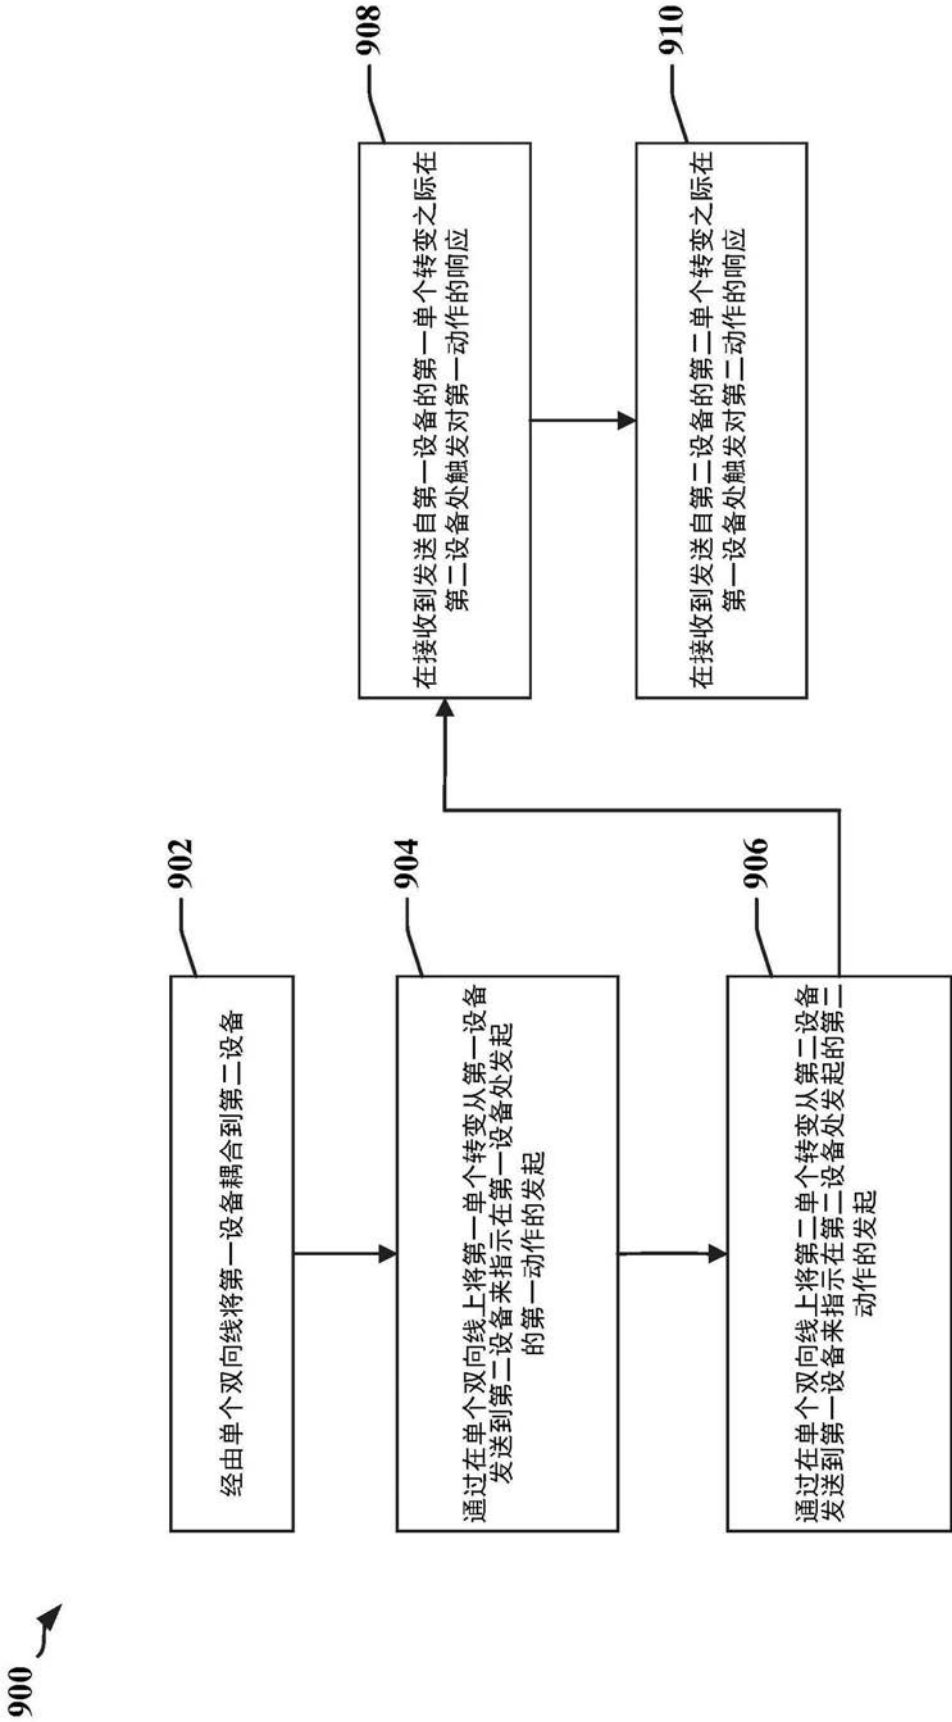 900
902
经由单个双向线将第一设备耦合到第二设备
904
通过在单个双向线上将第一单个转变从第一设备
发送到第二设备来指示在第一设备处发起
的第一动作的发起
906
通过在单个双向线上将第二单个转变从第二设备
发送到第一设备来指示在第二设备处发起的第二
动作的发起
908
在接收到发送自第一设备的第一单个转变之际在
第二设备处触发对第一动作的响应
910
在接收到发送自第二设备的第二单个转变之际在
第一设备处触发对第二动作的响应